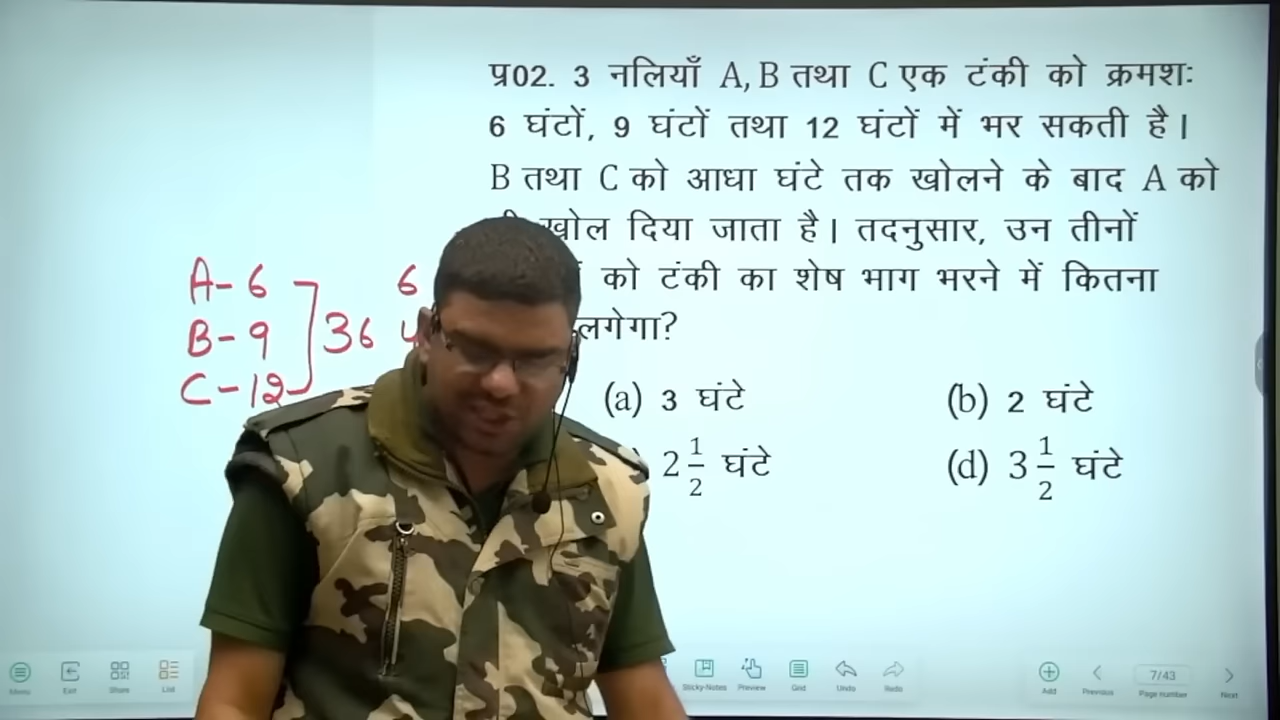 प्र02. 3 नलियाँ A, B तथा C एक टंकी को क्रमशः
6 घंटों, 9 घंटों तथा 12 घंटों में भर सकती है।
B तथा C को आधा घंटे तक खोलने के बाद A को
खोल दिया जाता है। तदनुसार, उन तीनों
को टंकी का शेष भाग भरने में कितना
लगेगा?
(a) 3 घंटे (b) 2 घंटे
2 1/2 घंटे (d) 3 1/2 घंटे
A- 6 6
B- 9 36 4
C- 12
Menu Exit Share List Sticky-Notes Preview Grid Undo Redo Add Previous 7/43 Page number Next